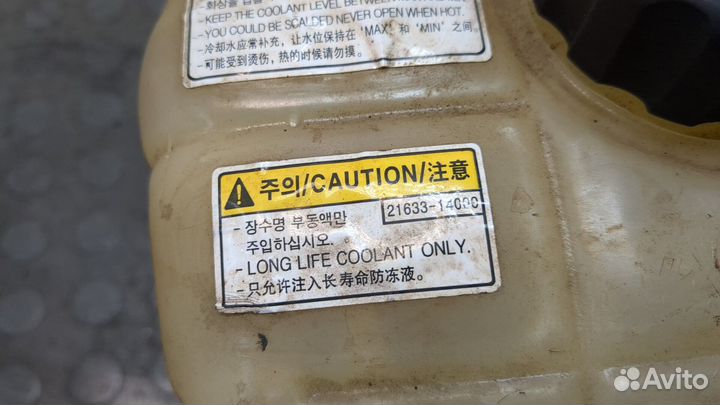 - KEEP THE COOLANT LEVEL BETWEEN
- YOU COULD BE SCALDED NEVER OPEN WHEN HOT.
- 冷却水应常补充，让水位保持在 'MAX' 和 'MIN' 之间。
- 可能受到烫伤，热的时候请勿摸。
주의/CAUTION/注意
- 장수명 부동액만 21633-14000
주입하십시오.
- LONG LIFE COOLANT ONLY.
- 只允许注入长寿命防冻液。
Avito